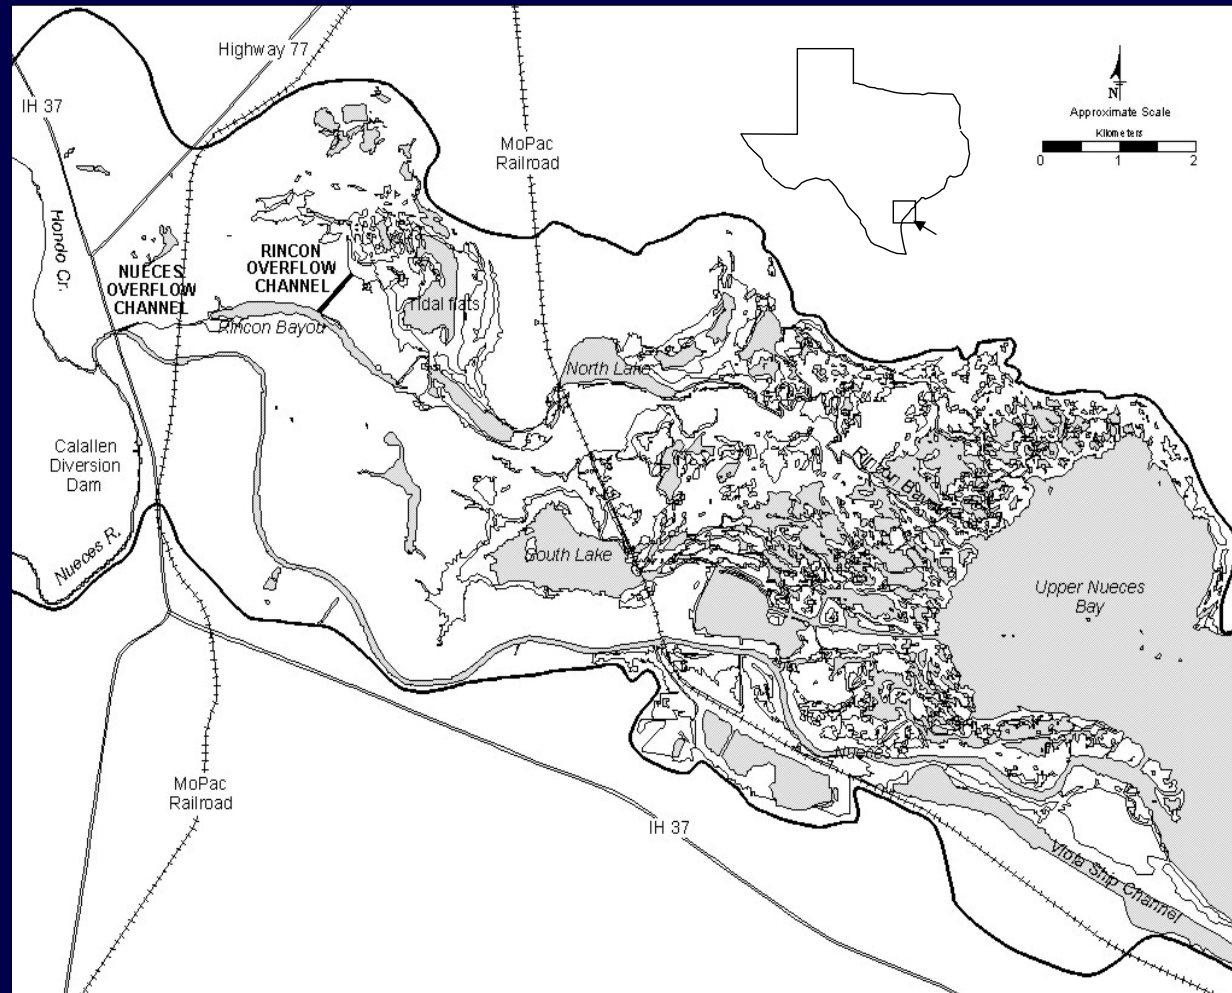 Highway 77
IH 37
MoPac
Railroad
N
Approximate Scale
Kilometers
0 1 2
Hondo Cr.
NUECES
OVERFLOW
CHANNEL
RINCON
OVERFLOW
CHANNEL
Rincon Bayou
Tidal flats
North Lake
Calallen
Diversion
Dam
Nueces R.
South Lake
Rincon Bayou
Upper Nueces
Bay
Nueces R.
MoPac
Railroad
IH 37
Viola Ship Channel